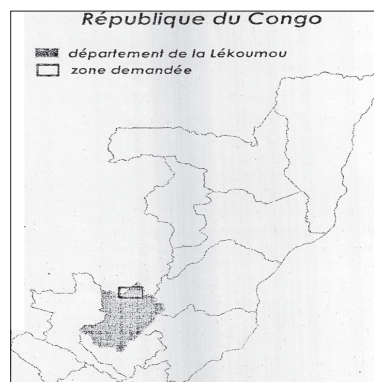 République du Congo
département de la Lékoumou
zone demandée